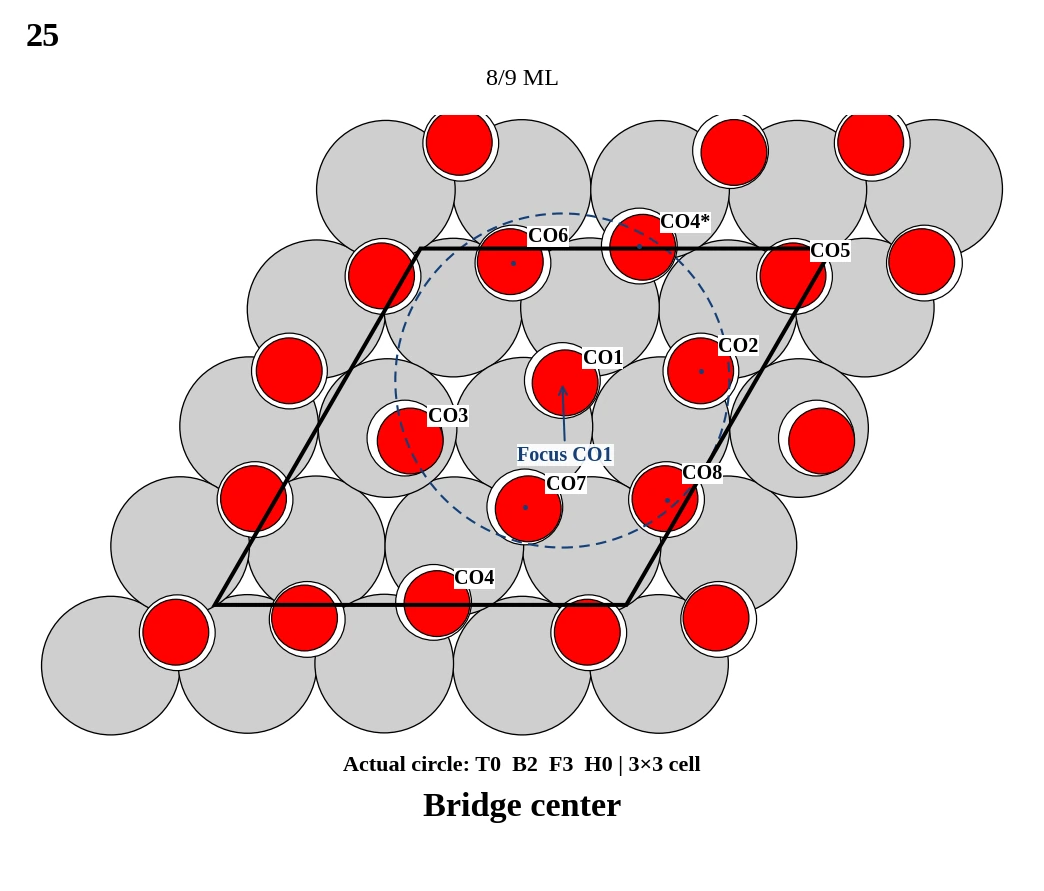 25
8/9 ML
CO4*
CO6
CO5
CO2
CO1
CO3
Focus CO1
CO8
CO7
CO4
Actual circle: T0  B2  F3  H0 | 3×3 cell
Bridge center